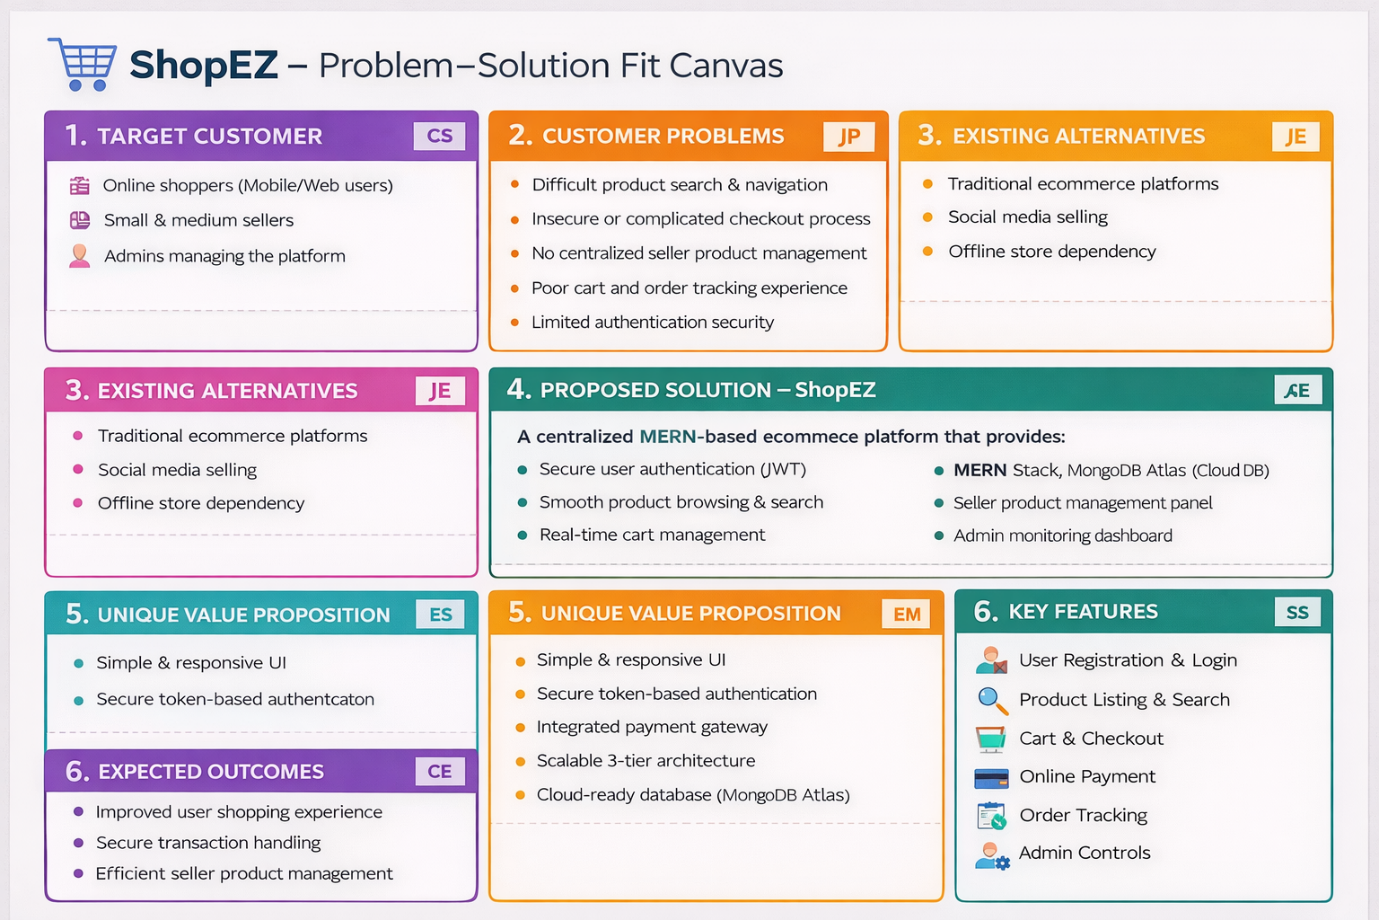 ShopEZ – Problem–Solution Fit Canvas
1. TARGET CUSTOMER CS
Online shoppers (Mobile/Web users)
Small & medium sellers
Admins managing the platform
2. CUSTOMER PROBLEMS JP
Difficult product search & navigation
Insecure or complicated checkout process
No centralized seller product management
Poor cart and order tracking experience
Limited authentication security
3. EXISTING ALTERNATIVES JE
Traditional ecommerce platforms
Social media selling
Offline store dependency
3. EXISTING ALTERNATIVES JE
Traditional ecommerce platforms
Social media selling
Offline store dependency
4. PROPOSED SOLUTION – ShopEZ
A centralized MERN-based ecommece platform that provides:
Secure user authentication (JWT)
Smooth product browsing & search
Real-time cart management
MERN Stack, MongoDB Atlas (Cloud DB)
Seller product management panel
Admin monitoring dashboard
5. UNIQUE VALUE PROPOSITION ES
Simple & responsive UI
Secure token-based authentcaton
6. EXPECTED OUTCOMES CE
Improved user shopping experience
Secure transaction handling
Efficient seller product management
5. UNIQUE VALUE PROPOSITION EM
Simple & responsive UI
Secure token-based authentication
Integrated payment gateway
Scalable 3-tier architecture
Cloud-ready database (MongoDB Atlas)
6. KEY FEATURES SS
User Registration & Login
Product Listing & Search
Cart & Checkout
Online Payment
Order Tracking
Admin Controls